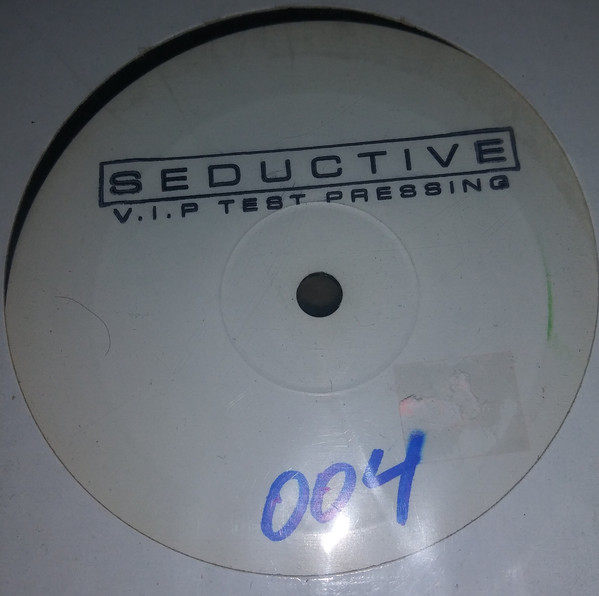 SEDUCTIVE
V.I.P TEST PRESSING
004